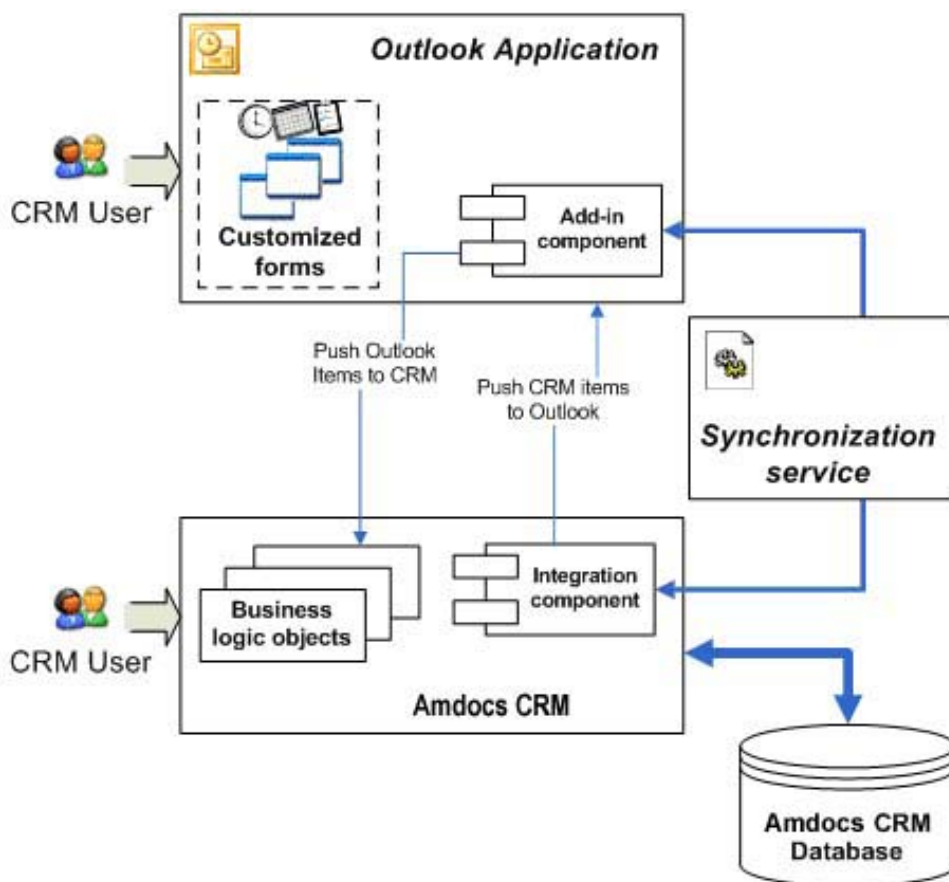 Outlook Application
CRM User
Customized
forms
Add-in
component
Push Outlook
Items to CRM
Push CRM items
to Outlook
Synchronization
service
CRM User
Business
logic objects
Integration
component
Amdocs CRM
Amdocs CRM
Database